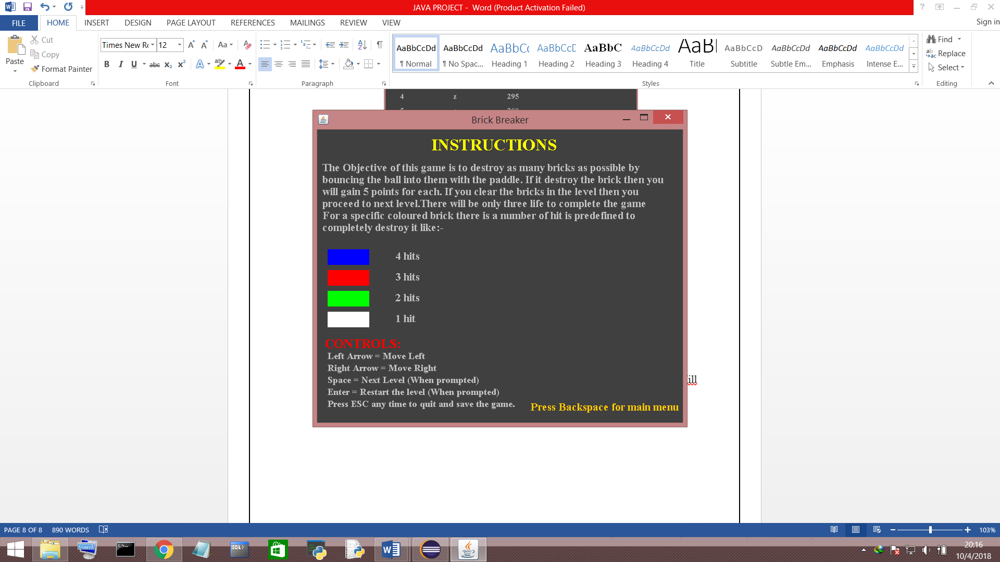 JAVA PROJECT - Word (Product Activation Failed)
FILE HOME INSERT DESIGN PAGE LAYOUT REFERENCES MAILINGS REVIEW VIEW Sign in
Paste Cut Copy Format Painter
Clipboard
Times New Ro 12 Aa
B I U abc X₂ X² A ab A
Font
Paragraph
AaBbCcDd AaBbCcDd AaBbCc AaBbCcD AaBbC AaBbCcDd AaBl AaBbCcD AaBbCcDd AaBbCcDd AaBbCcDd
¶ Normal ¶ No Spac... Heading 1 Heading 2 Heading 3 Heading 4 Title Subtitle Subtle Em... Emphasis Intense E...
Styles
Find
Replace
Select
Editing
4 z 295
Brick Breaker
INSTRUCTIONS
The Objective of this game is to destroy as many bricks as possible by
bouncing the ball into them with the paddle. If it destroy the brick then you
will gain 5 points for each. If you clear the bricks in the level then you
proceed to next level.There will be only three life to complete the game
For a specific coloured brick there is a number of hit is predefined to
completely destroy it like:-
4 hits
3 hits
2 hits
1 hit
CONTROLS:
Left Arrow = Move Left
Right Arrow = Move Right
Space = Next Level (When prompted)
Enter = Restart the level (When prompted)
Press ESC any time to quit and save the game.
Press Backspace for main menu
PAGE 8 OF 8 890 WORDS 103%
20:16
10/4/2018